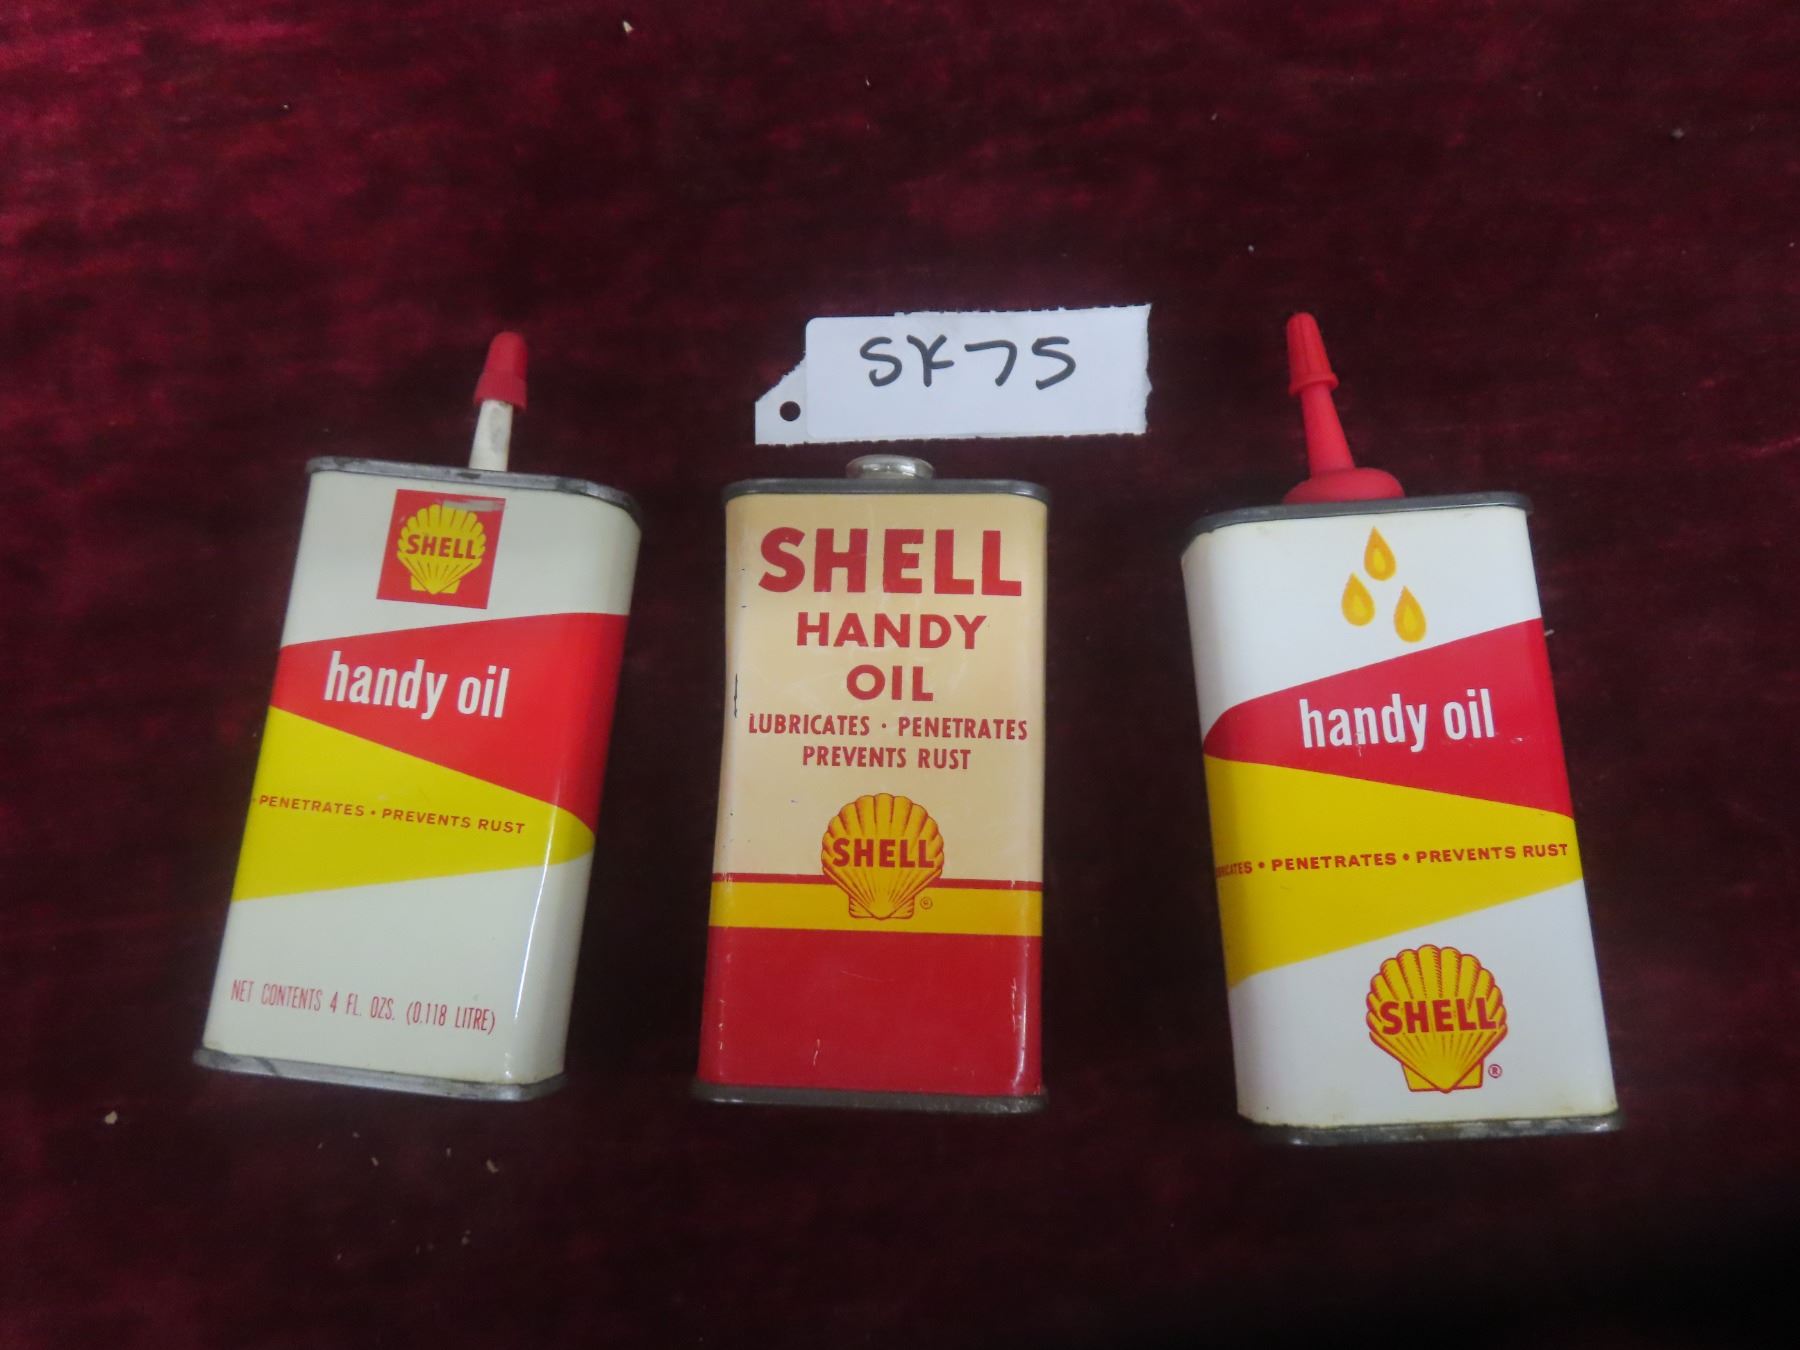 SK75
SHELL
handy oil
• PENETRATES • PREVENTS RUST
NET CONTENTS 4 FL. OZS. (0.118 LITRE)
SHELL
HANDY
OIL
LUBRICATES • PENETRATES
PREVENTS RUST
SHELL
®
handy oil
• PENETRATES • PREVENTS RUST
SHELL
®